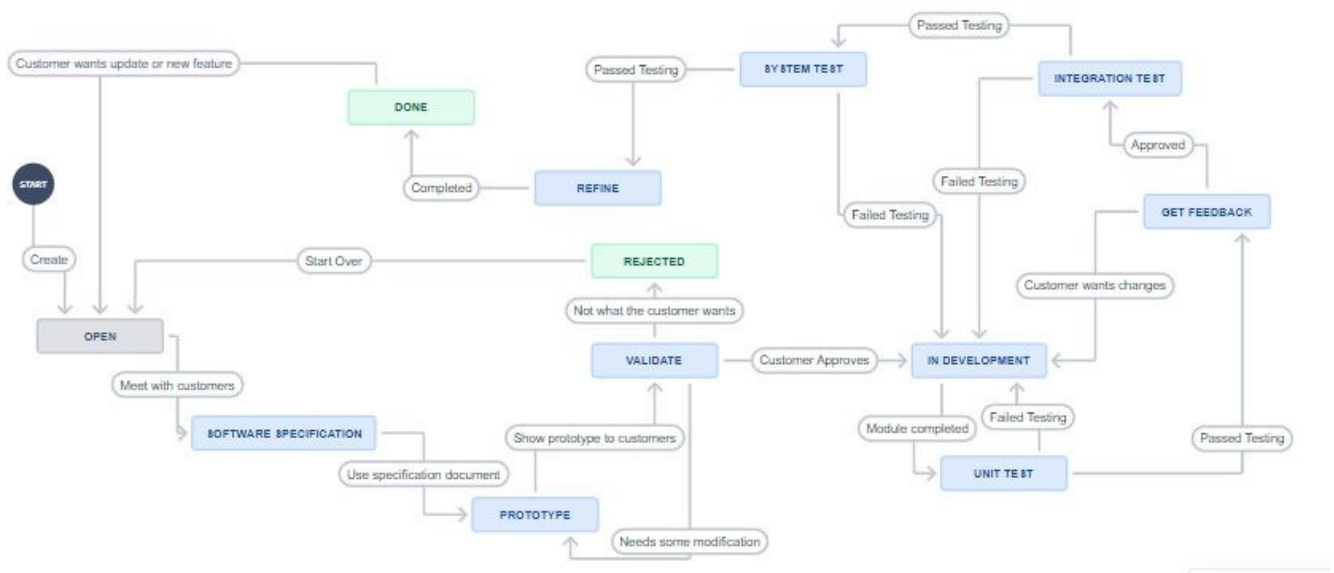 Passed Testing
Customer wants update or new feature
Passed Testing
SYSTEM TEST
INTEGRATION TEST
DONE
Approved
START
Completed
REFINE
Failed Testing
GET FEEDBACK
Failed Testing
Create
Start Over
REJECTED
Customer wants changes
Not what the customer wants
OPEN
VALIDATE
Customer Approves
IN DEVELOPMENT
Meet with customers
Failed Testing
Module completed
SOFTWARE SPECIFICATION
Show prototype to customers
Passed Testing
Use specification document
UNIT TEST
PROTOTYPE
Needs some modification